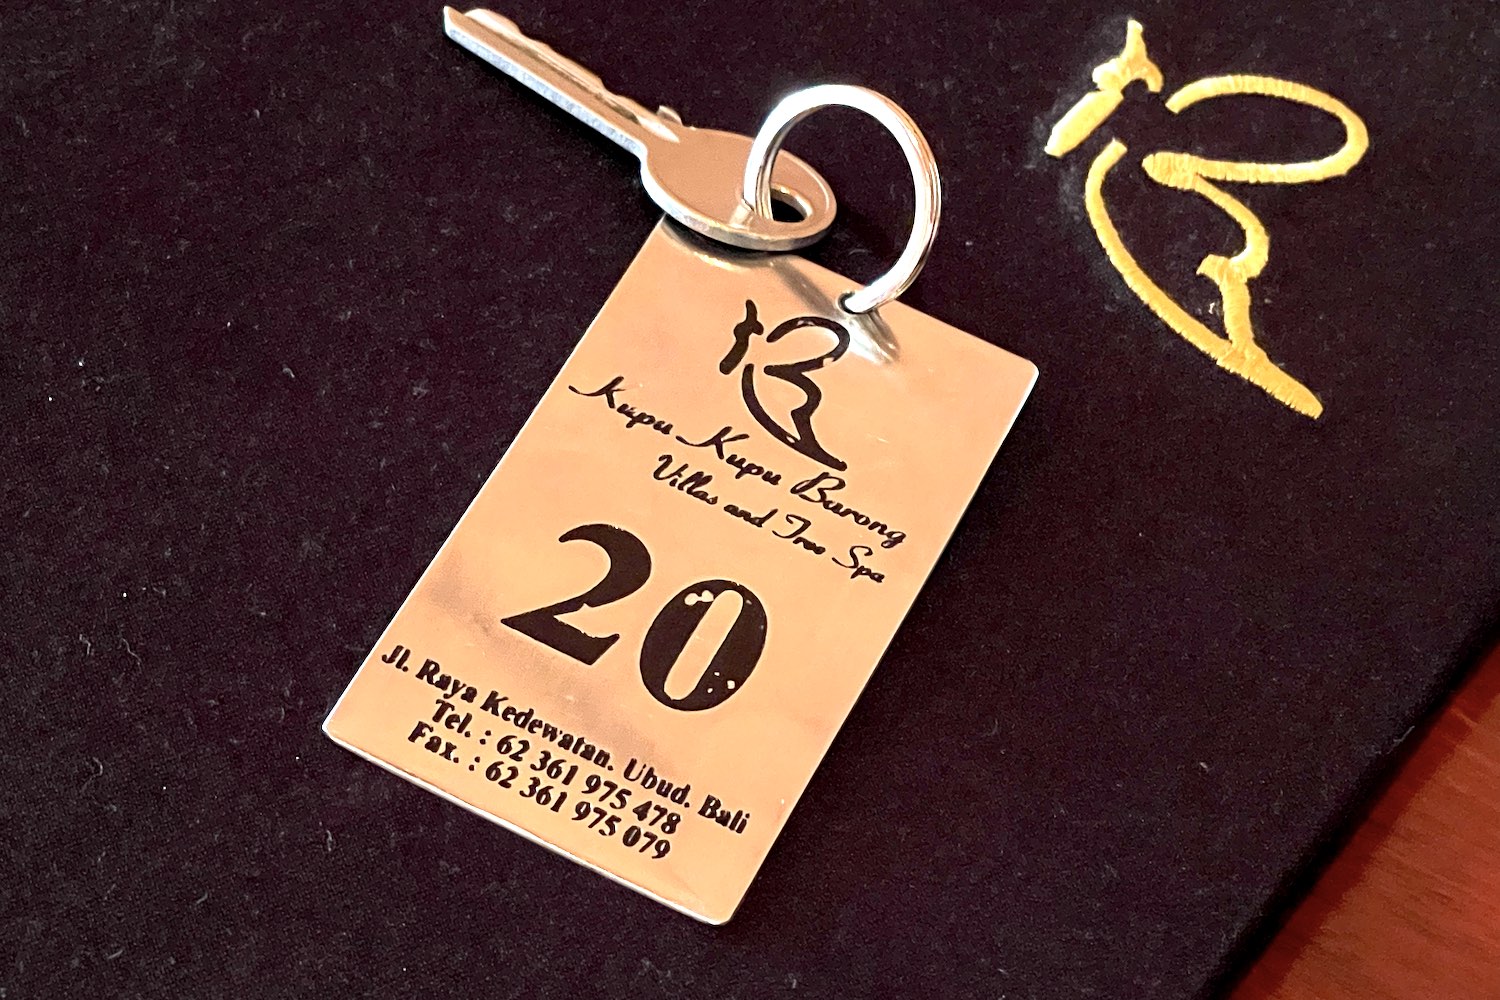 Kupu Kupu Barong
Villas and Tree Spa
20
Jl. Raya Kedewatan. Ubud. Bali
Tel. : 62 361 975 478
Fax. : 62 361 975 079